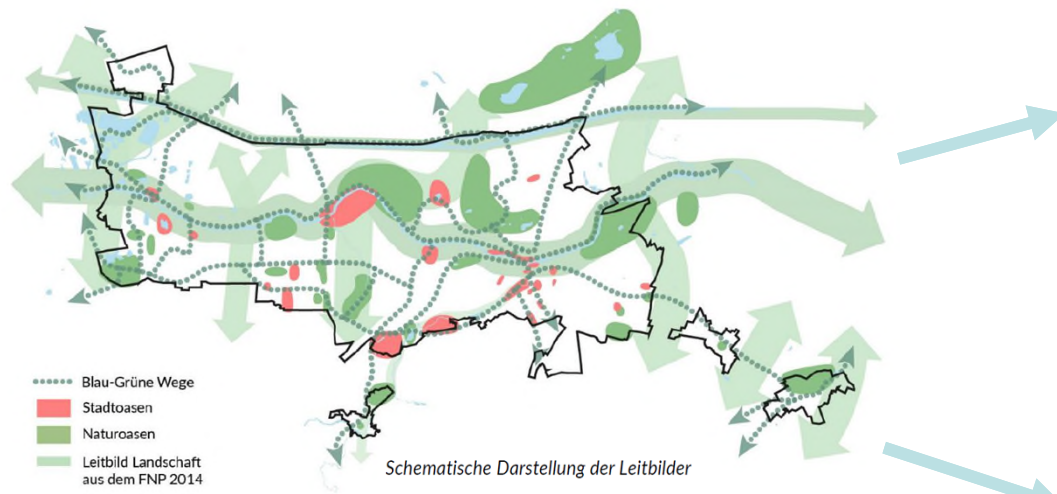 Blau-Grüne Wege
Stadtoasen
Naturoasen
Leitbild Landschaft
aus dem FNP 2014
Schematische Darstellung der Leitbilder